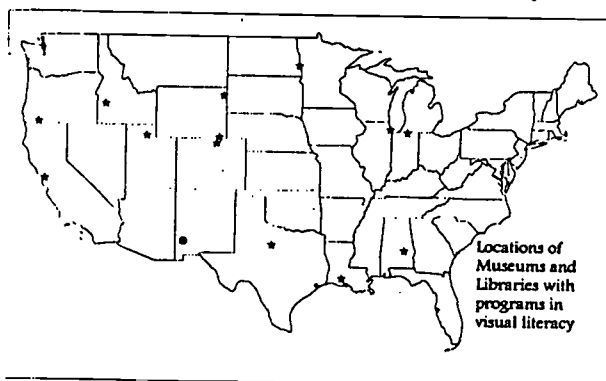 Locations of
Museums and
Libraries with
programs in
visual literacy